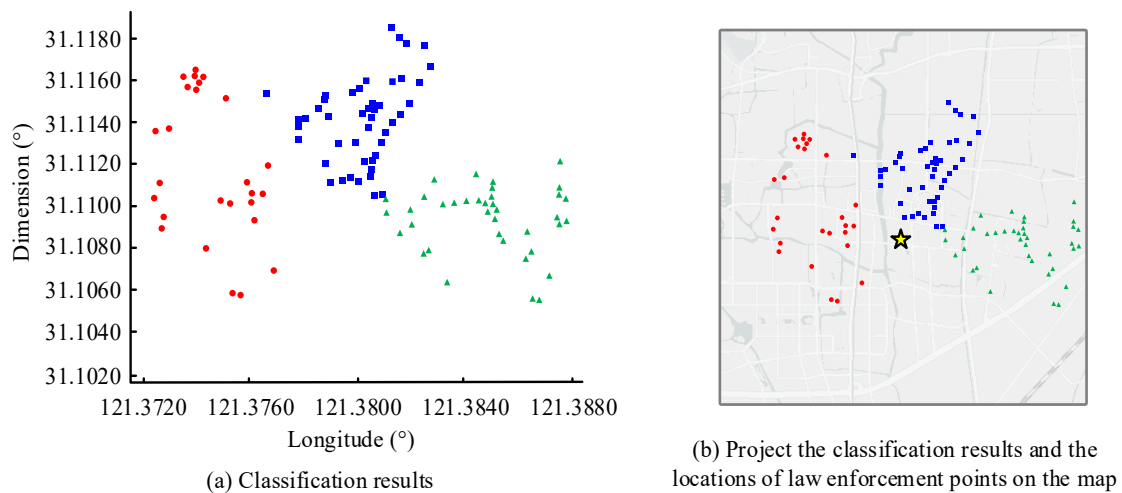 31.1180
31.1160
31.1140
31.1120
31.1100
31.1080
31.1060
31.1040
31.1020
Dimension (°)
121.3720 121.3760 121.3800 121.3840 121.3880
Longitude (°)
(a) Classification results
(b) Project the classification results and the
locations of law enforcement points on the map